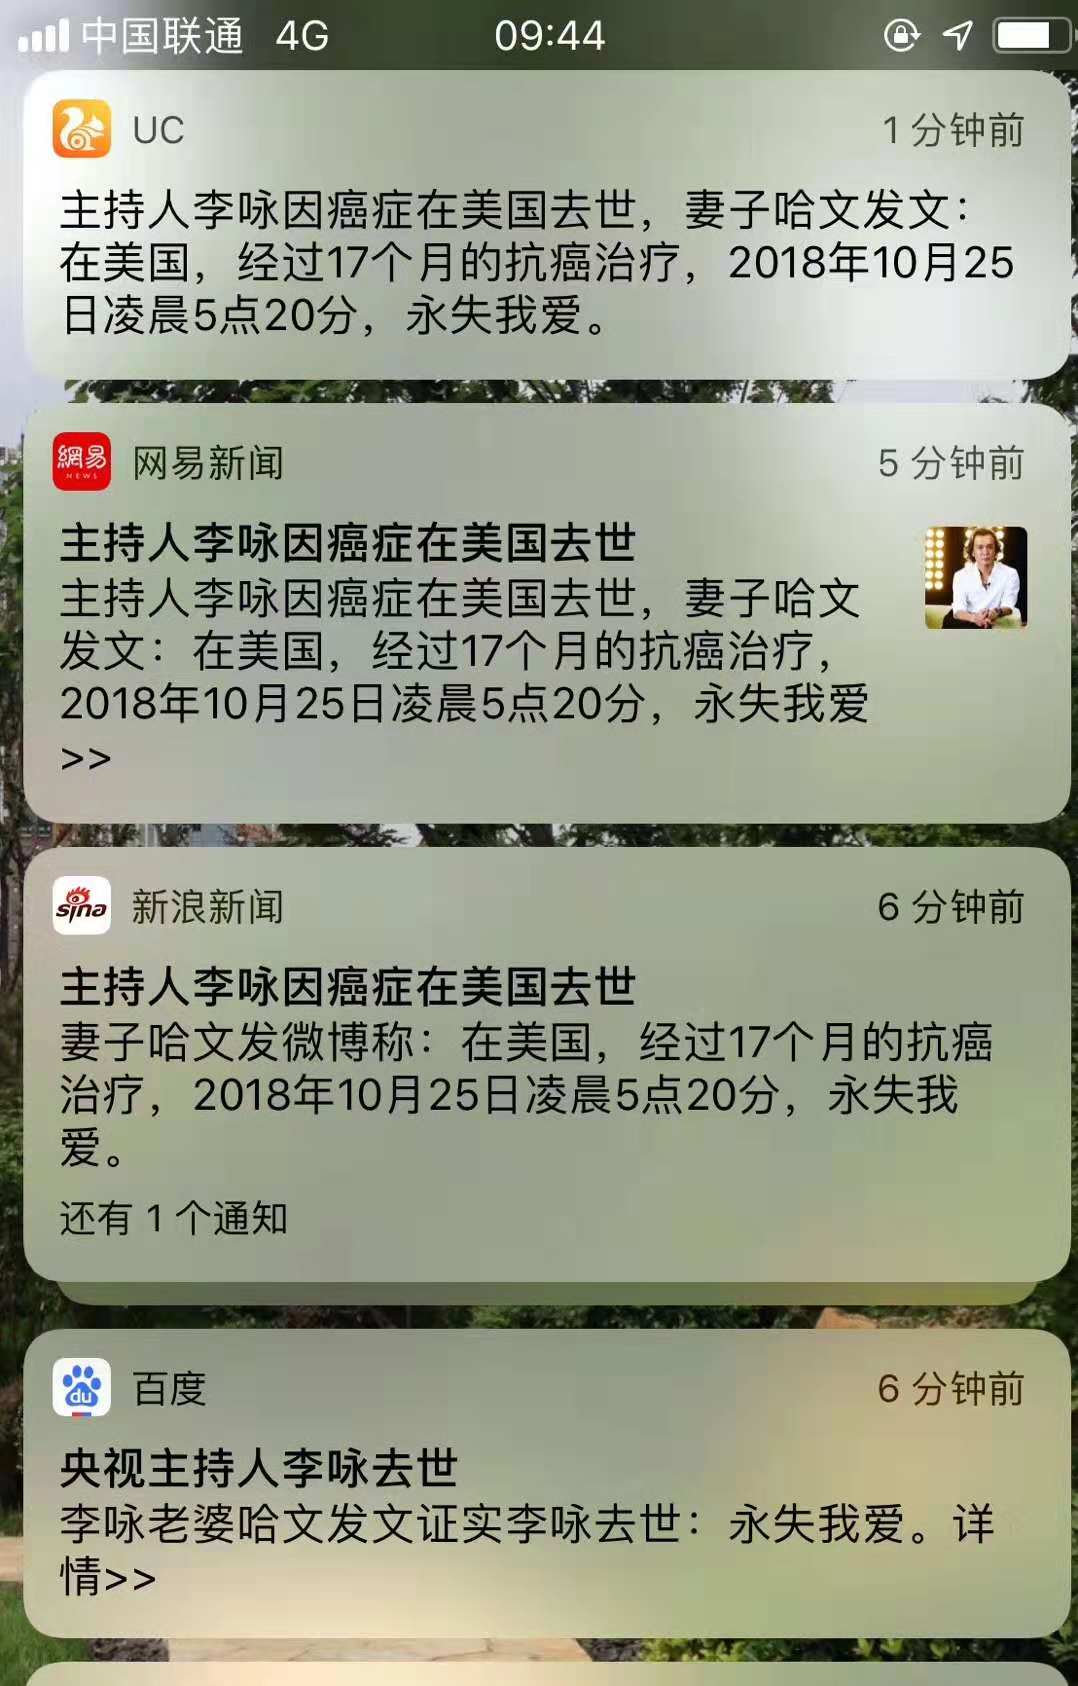 中国联通 4G 09:44
UC 1 分钟前
主持人李咏因癌症在美国去世，妻子哈文发文：
在美国，经过17个月的抗癌治疗，2018年10月25
日凌晨5点20分，永失我爱。
網易 NEWS 网易新闻 5 分钟前
主持人李咏因癌症在美国去世
主持人李咏因癌症在美国去世，妻子哈文
发文：在美国，经过17个月的抗癌治疗，
2018年10月25日凌晨5点20分，永失我爱
>>
sina 新浪新闻 6 分钟前
主持人李咏因癌症在美国去世
妻子哈文发微博称：在美国，经过17个月的抗癌
治疗，2018年10月25日凌晨5点20分，永失我
爱。
还有 1 个通知
du 百度 6 分钟前
央视主持人李咏去世
李咏老婆哈文发文证实李咏去世：永失我爱。详
情>>